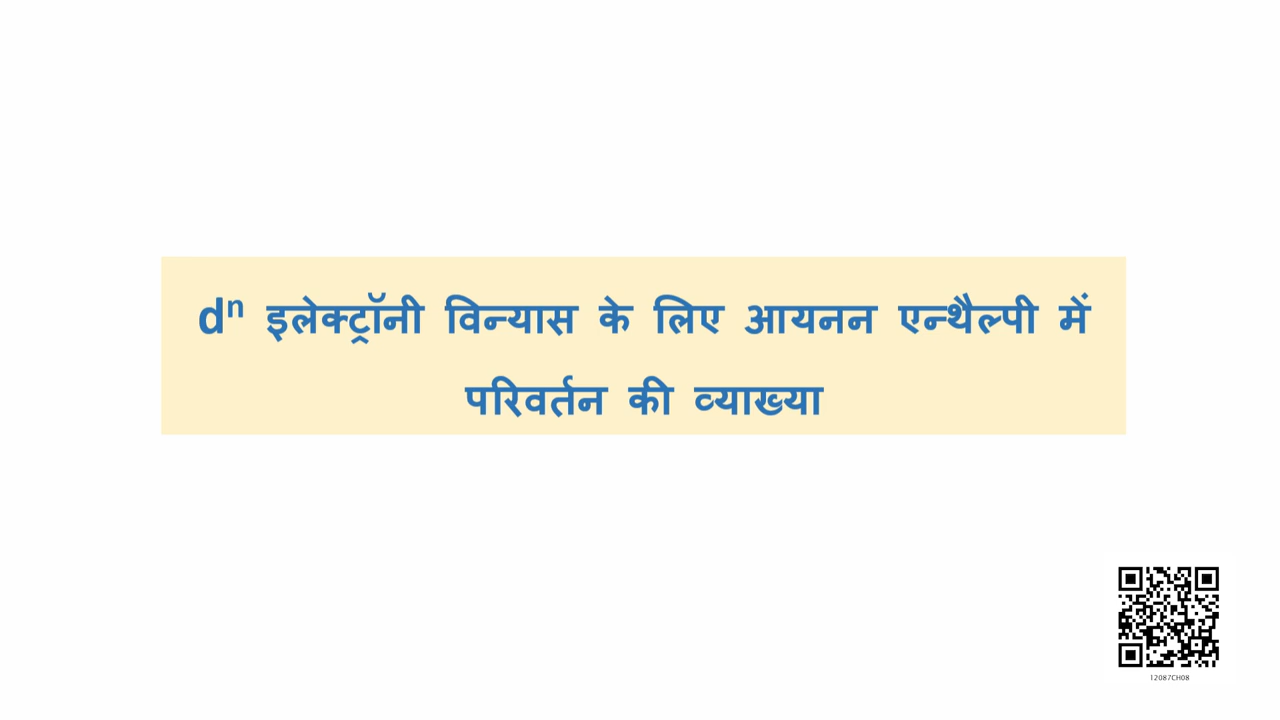 dⁿ इलेक्ट्रॉनी विन्यास के लिए आयनन एन्थैल्पी में
परिवर्तन की व्याख्या
12087CH08